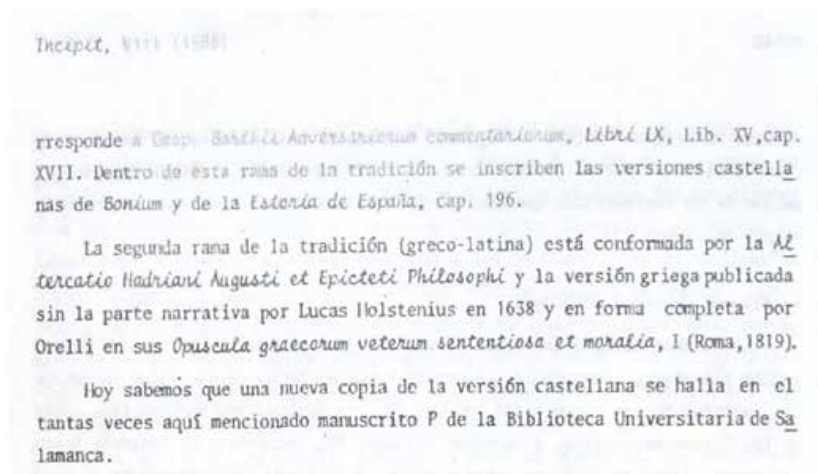 Incipit, VIII (1988)
rresponde a Gasp. Barthii Adversariorum commentariorum, Libri LX, Lib. XV,cap.
XVII. Dentro de esta rama de la tradición se inscriben las versiones castella
nas de Bonium y de la Estoria de España, cap. 196.
La segunda rama de la tradición (greco-latina) está conformada por la Al
tercatio Hadriani Augusti et Epicteti Philosophi y la versión griega publicada
sin la parte narrativa por Lucas Holstenius en 1638 y en forma completa por
Orelli en sus Opuscula graecorum veterum sententiosa et moralia, I (Roma,1819).
Hoy sabemos que una nueva copia de la versión castellana se halla en el
tantas veces aquí mencionado manuscrito P de la Biblioteca Universitaria de Sa
lamanca.